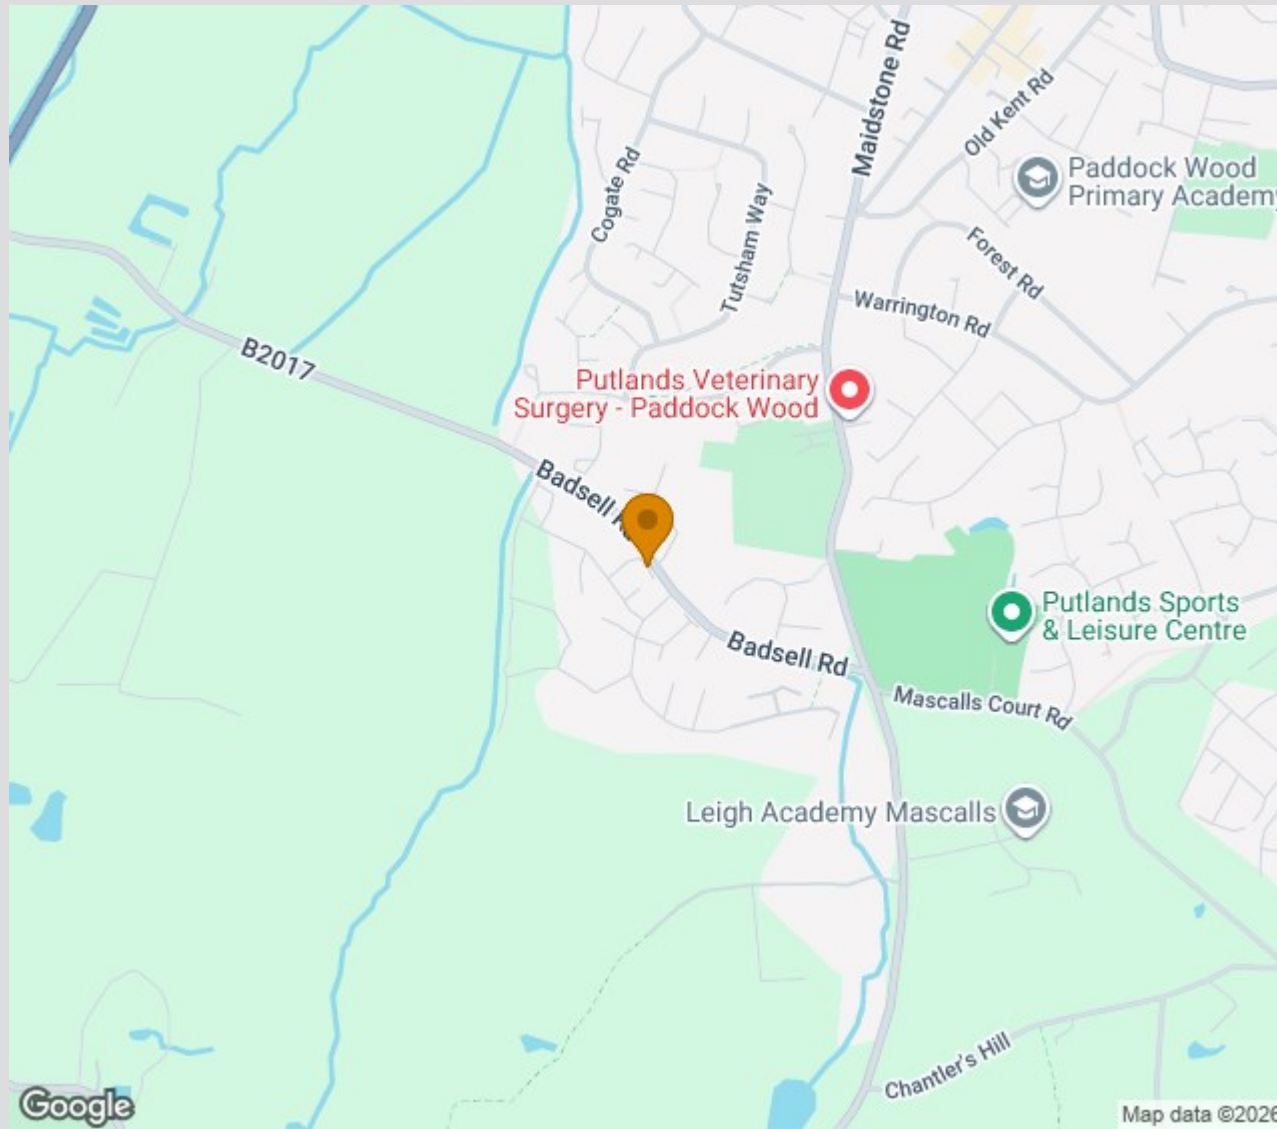 Maidstone Rd
Old Kent Rd
Paddock Wood
Primary Academy
Cogate Rd
Tutsham Way
Forest Rd
Warrington Rd
B2017
Putlands Veterinary
Surgery - Paddock Wood
Badsell Rd
Putlands Sports
& Leisure Centre
Badsell Rd
Mascalls Court Rd
Leigh Academy Mascalls
Chantler's Hill
Google
Map data ©2026